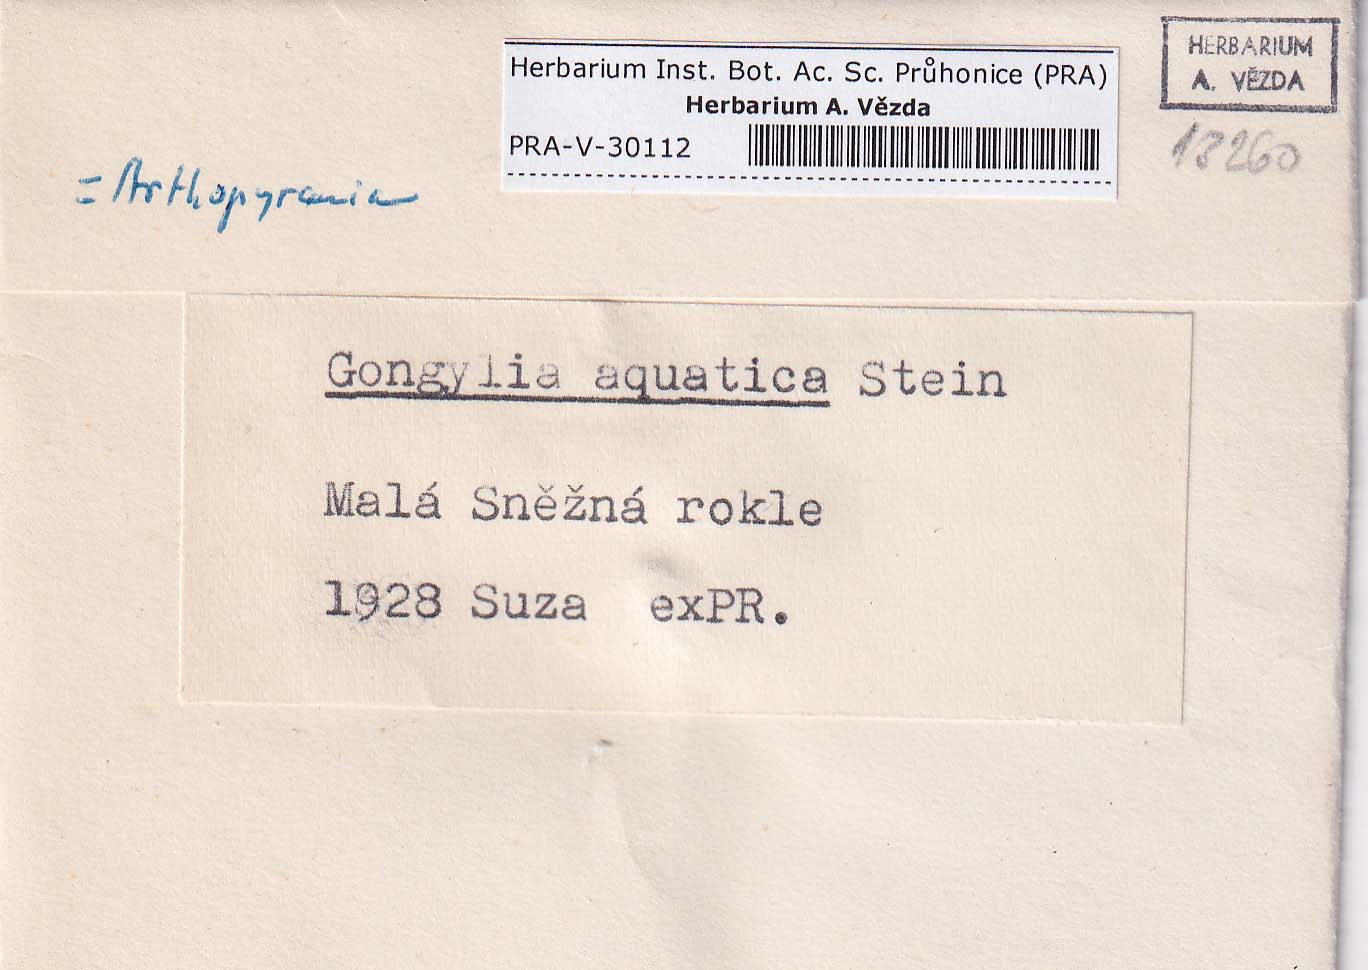 Herbarium Inst. Bot. Ac. Sc. Průhonice (PRA)
Herbarium A. Vězda
PRA-V-30112
HERBARIUM
A. VĚZDA
18260
= Arthopyrenia
Gongylia aquatica Stein
Malá Sněžná rokle
1928 Suza exPR.